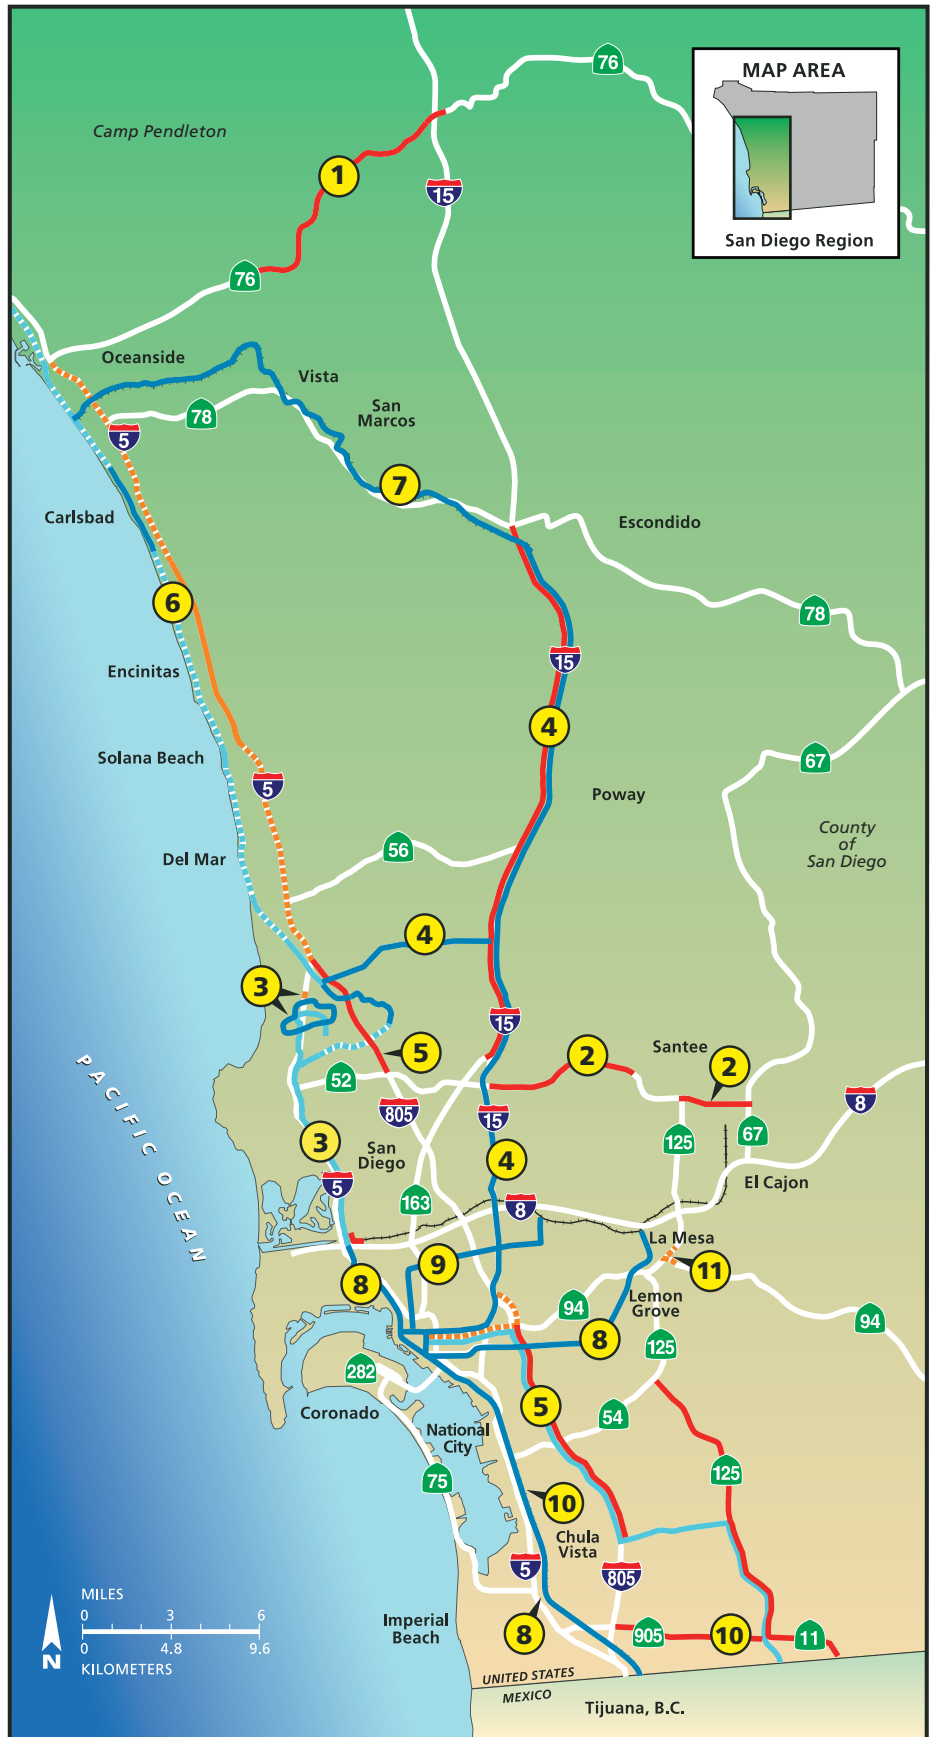 76
MAP AREA
San Diego Region
Camp Pendleton
1
15
76
Oceanside
Vista
San
Marcos
78
5
7
Carlsbad
Escondido
6
78
15
Encinitas
4
Solana Beach
67
5
Poway
County
of
San Diego
56
Del Mar
4
3
15
Santee
2
2
5
52
8
805
15
125
67
3
San
Diego
4
El Cajon
5
163
8
La Mesa
9
11
8
Lemon
Grove
94
94
8
125
282
Coronado
5
54
National
City
125
75
10
Chula
Vista
5
805
PACIFIC OCEAN
MILES
0 3 6
0 4.8 9.6
KILOMETERS
N
Imperial
Beach
8
905
10
11
UNITED STATES
MEXICO
Tijuana, B.C.